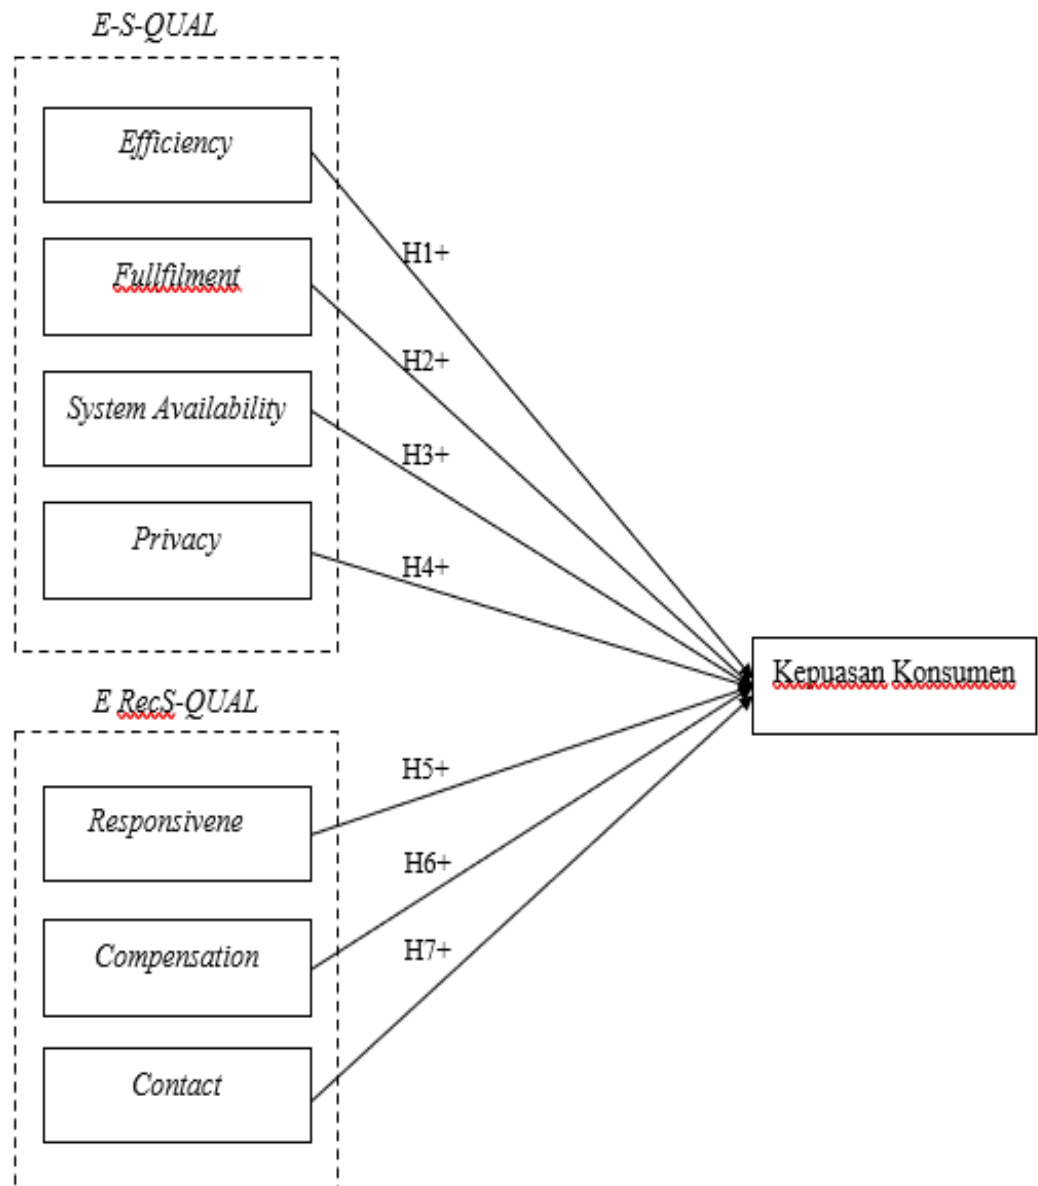 E-S-QUAL
Efficiency
H1+
Fullfilment
H2+
System Availability
H3+
Privacy
H4+
Kepuasan Konsumen
E RecS-QUAL
Responsivene
H5+
Compensation
H6+
Contact
H7+